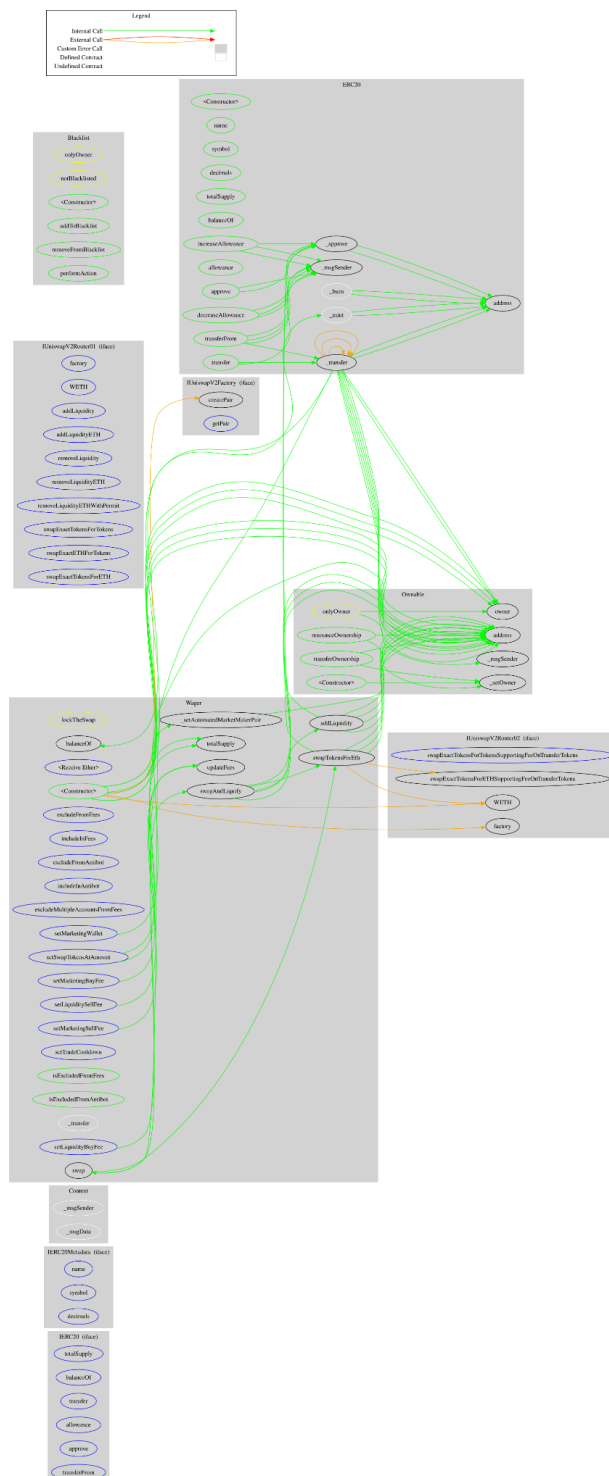 Legend
Internal Call
External Call
Custom Error Call
Defined Contract
Undefined Contract
ERC20
<Constructor>
name
symbol
decimals
totalSupply
balanceOf
increaseAllowance
allowance
approve
decreaseAllowance
transferFrom
transfer
_approve
_msgSender
_burn
_mint
_transfer
address
Blacklist
onlyOwner
notBlacklisted
<Constructor>
addToBlacklist
removeFromBlacklist
performAction
IUniswapV2Router01 (iface)
factory
WETH
addLiquidity
addLiquidityETH
removeLiquidity
removeLiquidityETH
removeLiquidityETHWithPermit
swapExactTokensForTokens
swapExactETHForTokens
swapExactTokensForETH
IUniswapV2Factory (iface)
createPair
getPair
Ownable
onlyOwner
renounceOwnership
transferOwnership
<Constructor>
owner
address
_msgSender
_setOwner
Wager
lockTheSwap
balanceOf
<Receive Ether>
<Constructor>
excludeFromFees
includeInFees
excludeFromAntibot
includeInAntibot
excludeMultipleAccountsFromFees
setMarketingWallet
setSwapTokensAtAmount
setMarketingBuyFee
setLiquiditySellFee
setMarketingSellFee
setTradeCooldown
isExcludedFromFees
isExcludedFromAntibot
_transfer
setLiquidityBuyFee
swap
_setAutomatedMarketMakerPair
totalSupply
updateFees
swapAndLiquify
addLiquidity
swapTokensForEth
IUniswapV2Router02 (iface)
swapExactTokensForTokensSupportingFeeOnTransferTokens
swapExactTokensForETHSupportingFeeOnTransferTokens
WETH
factory
Context
_msgSender
_msgData
IERC20Metadata (iface)
name
symbol
decimals
IERC20 (iface)
totalSupply
balanceOf
transfer
allowance
approve
transferFrom